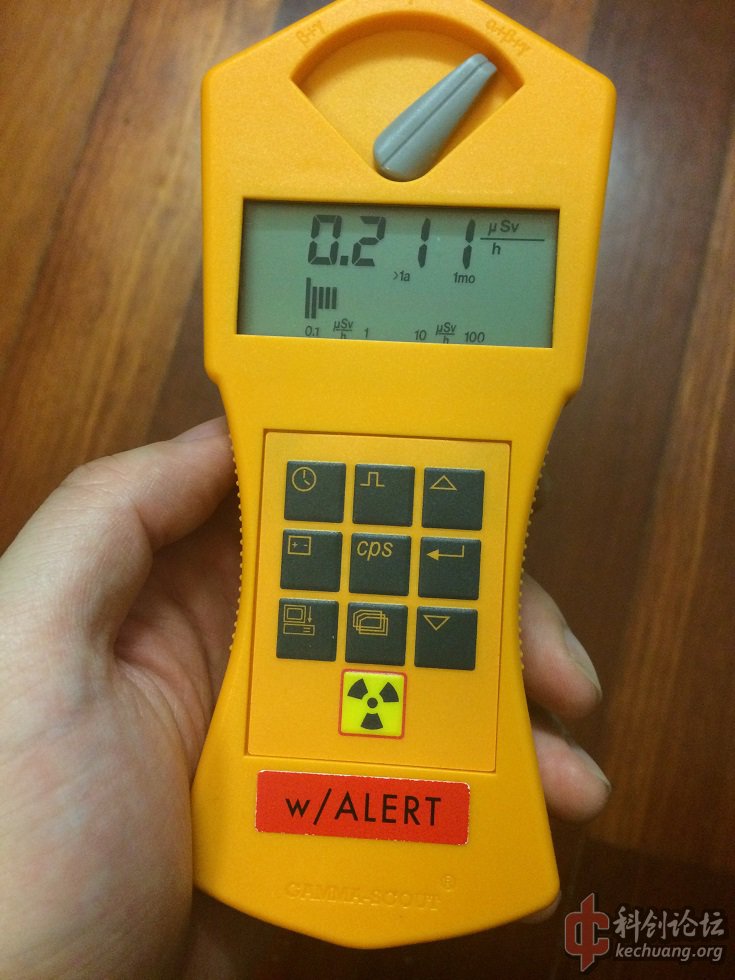 β+γ
γ
α+β+γ
0.211 μSv/h
>1a 1mo
0.1 μSv/h 1 10 μSv/h 100
cps
w/ALERT
GAMMA-SCOUT®
科创论坛
kechuang.org